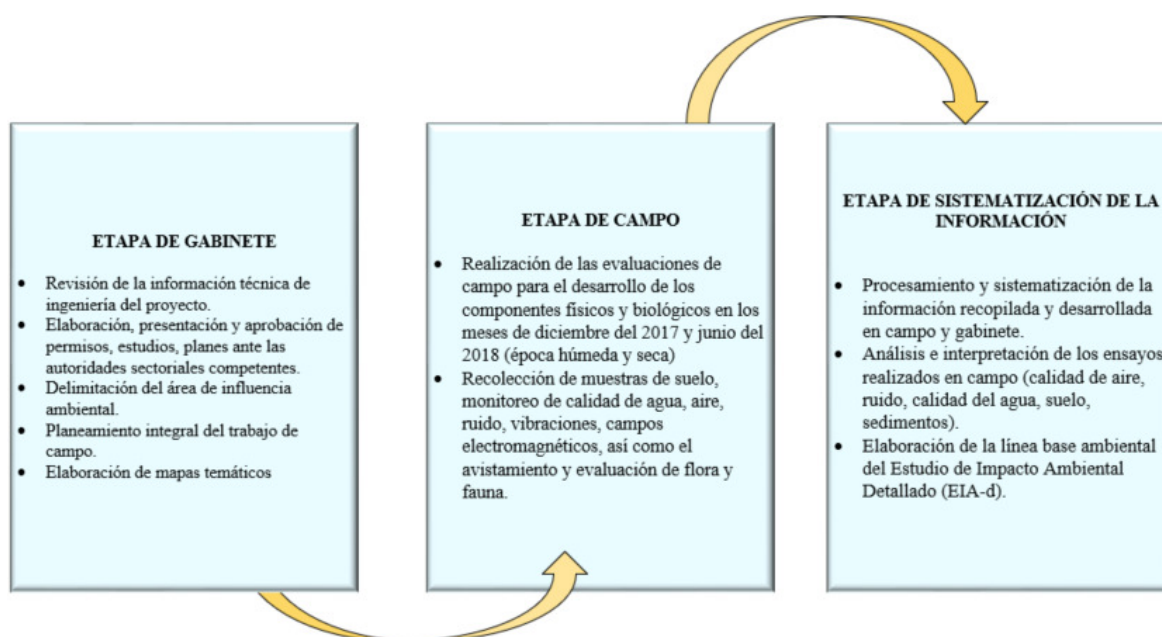 ETAPA DE GABINETE
• Revisión de la información técnica de
ingeniería del proyecto.
• Elaboración, presentación y aprobación de
permisos, estudios, planes ante las
autoridades sectoriales competentes.
• Delimitación del área de influencia
ambiental.
• Planeamiento integral del trabajo de
campo.
• Elaboración de mapas temáticos
ETAPA DE CAMPO
• Realización de las evaluaciones de
campo para el desarrollo de los
componentes físicos y biológicos en los
meses de diciembre del 2017 y junio del
2018 (época húmeda y seca)
• Recolección de muestras de suelo,
monitoreo de calidad de agua, aire,
ruido, vibraciones, campos
electromagnéticos, así como el
avistamiento y evaluación de flora y
fauna.
ETAPA DE SISTEMATIZACIÓN DE LA
INFORMACIÓN
• Procesamiento y sistematización de la
información recopilada y desarrollada
en campo y gabinete.
• Análisis e interpretación de los ensayos
realizados en campo (calidad de aire,
ruido, calidad del agua, suelo,
sedimentos).
• Elaboración de la línea base ambiental
del Estudio de Impacto Ambiental
Detallado (EIA-d).